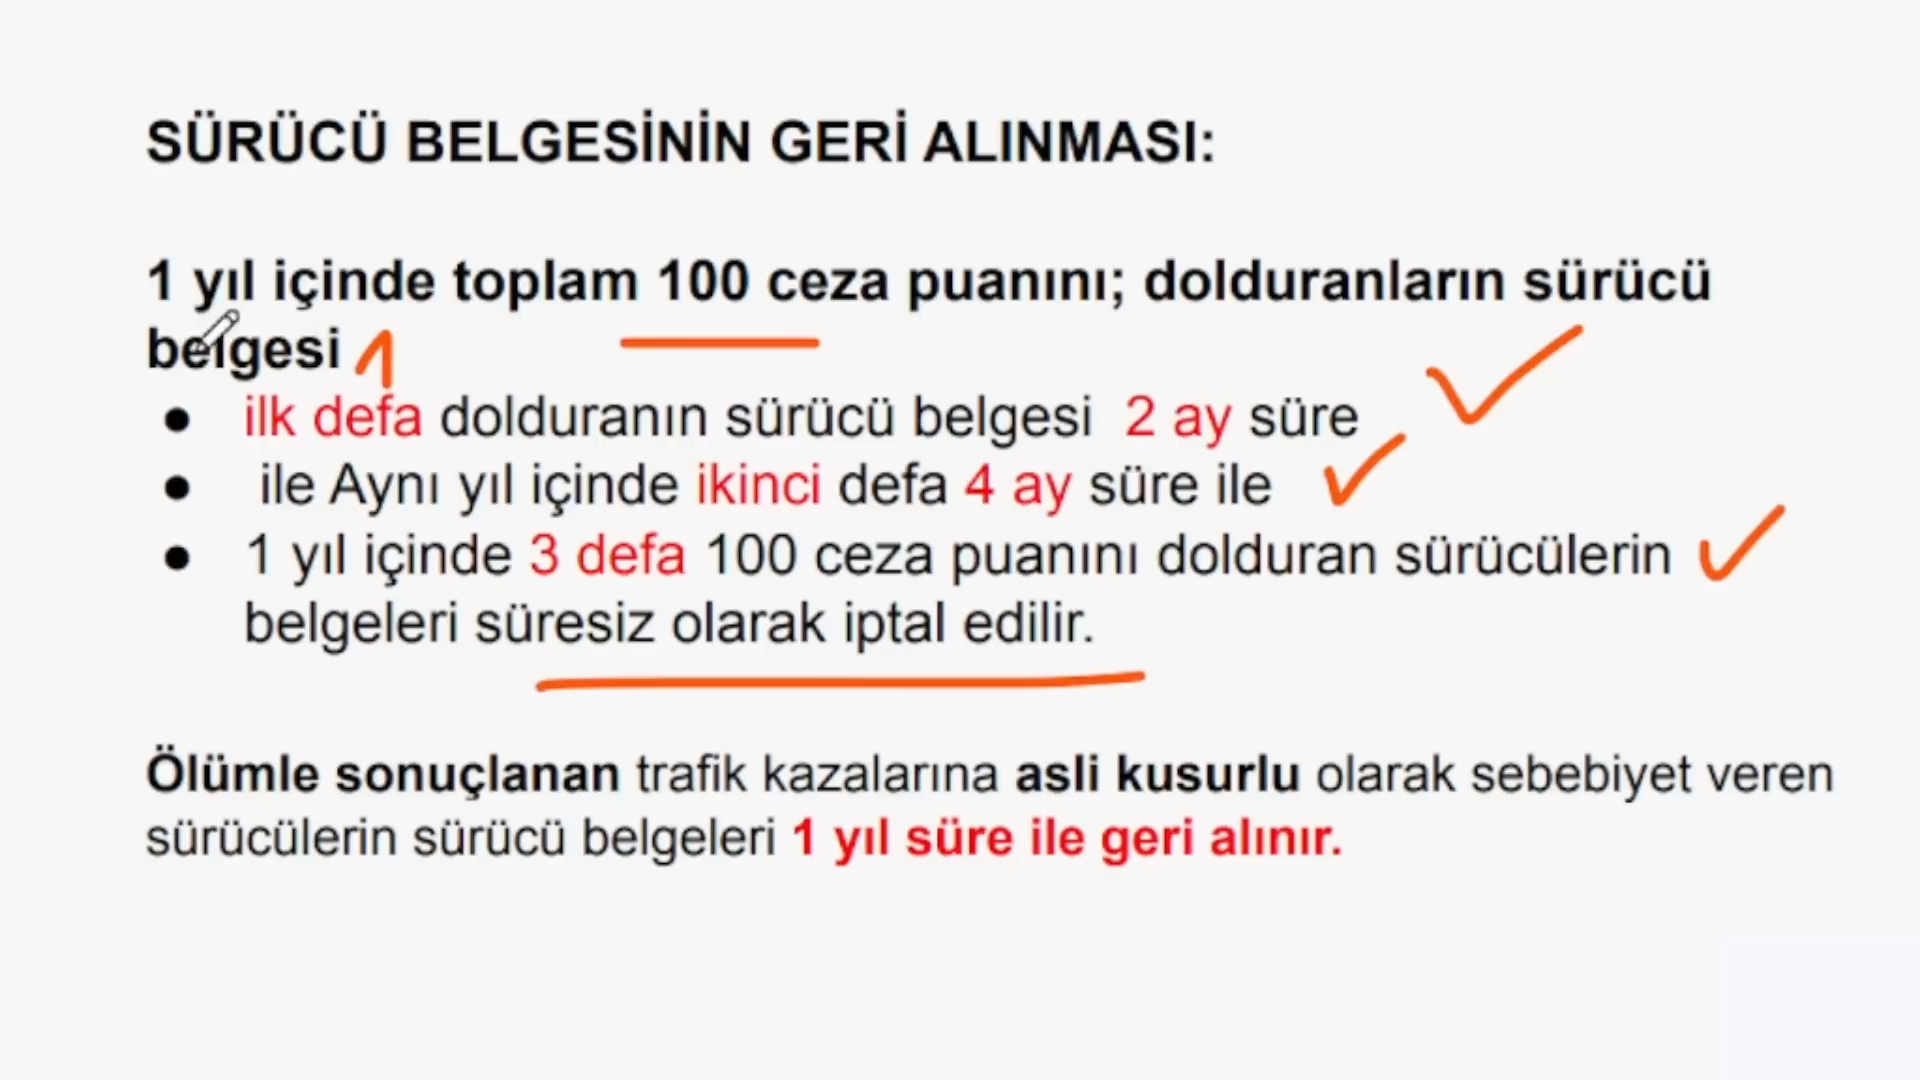 SÜRÜCÜ BELGESİNİN GERİ ALINMASI:
1 yıl içinde toplam 100 ceza puanını; dolduranların sürücü
belgesi 1
● ilk defa dolduranın sürücü belgesi 2 ay süre
● ile Aynı yıl içinde ikinci defa 4 ay süre ile
● 1 yıl içinde 3 defa 100 ceza puanını dolduran sürücülerin
belgeleri süresiz olarak iptal edilir.
Ölümle sonuçlanan trafik kazalarına asli kusurlu olarak sebebiyet veren
sürücülerin sürücü belgeleri 1 yıl süre ile geri alınır.